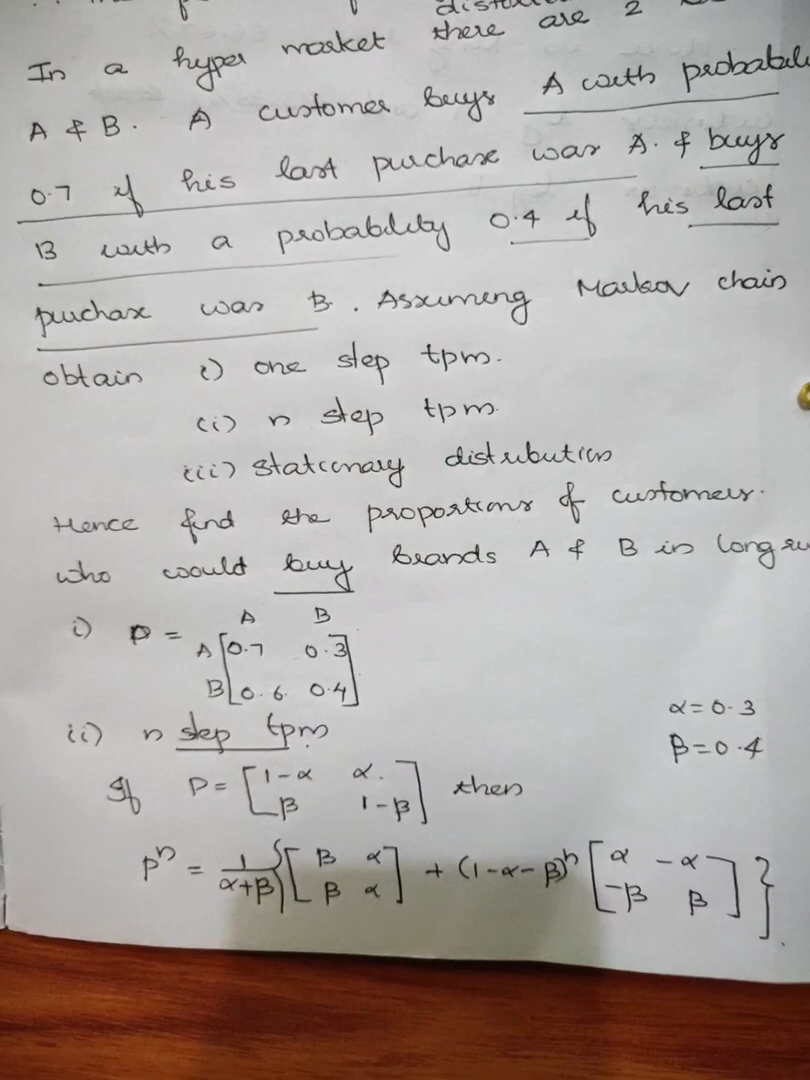 In a hyper market there are 2
A & B. A customer buys A with
0.7 if his last purchase was A. & buys
B with a probability 0.4 if his last
purchase was B. Assuming Markov chain
obtain i) one step tpm.
(ii) n step tpm.
iii) stationary distribution
Hence find the proportions of customers.
who would buy brands A & B in long
i) P = A B
A [0.7 0.3]
B [0.6. 0.4]
α = 0.3
ii) n step tpm
β = 0.4
If P = [1-α α. β 1-β] then
Pⁿ = 1/(α+β) { [β α β α] + (1-α-β)ⁿ [α -α -β β] }.